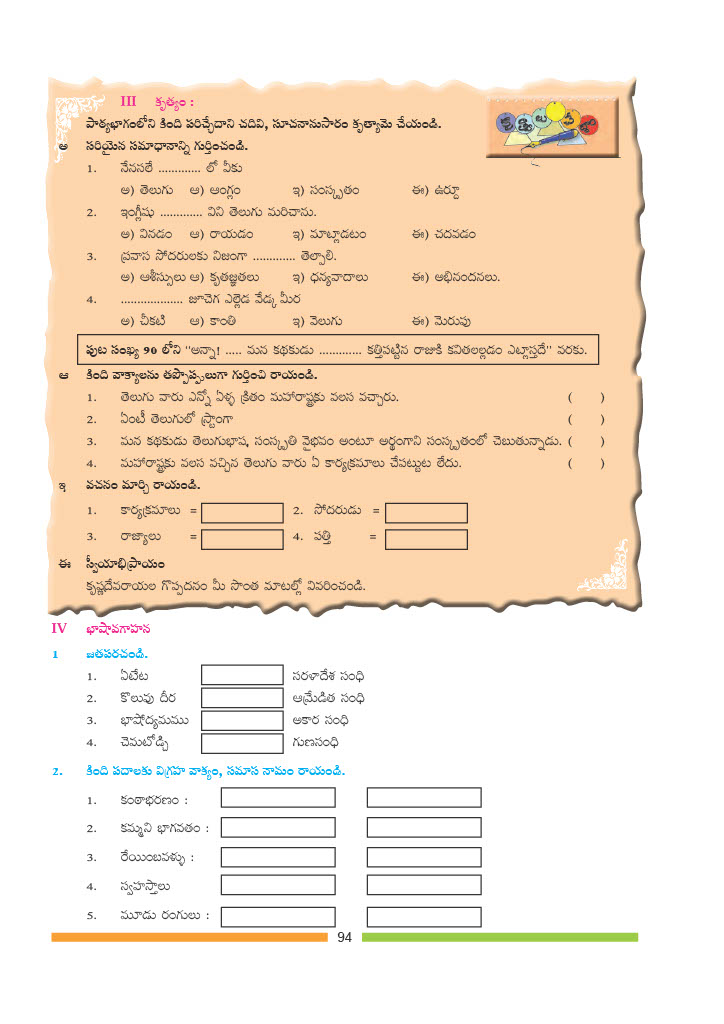 III కృత్యం :
పాఠ్యభాగంలోని కింది పరిచ్ఛేదాని చదివి, సూచనానుసారం కృత్యామె చేయండి.
అ సరియైన సమాధానాన్ని గుర్తించండి.
1. నేనసలే ............. లో వీకు
అ) తెలుగు ఆ) ఆంగ్లం ఇ) సంస్కృతం ఈ) ఉర్దూ
2. ఇంగ్లీషు ............. విని తెలుగు మరిచాను.
అ) వినడం ఆ) రాయడం ఇ) మాట్లాడటం ఈ) చదవడం
3. ప్రవాస సోదరులకు నిజంగా ............. తెల్పాలి.
అ) ఆశీస్సులు ఆ) కృతజ్ఞతలు ఇ) ధన్యవాదాలు ఈ) అభినందనలు.
4. ................... జూచెగ ఎల్లెడ వేడ్క మీర
అ) చీకటి ఆ) కాంతి ఇ) వెలుగు ఈ) మెరుపు
పుట సంఖ్య 90 లోని "అన్నా! ..... మన కథకుడు ............. కత్తిపట్టిన రాజుకి కవితలల్లడం ఎట్లాస్తదే" వరకు.
ఆ కింది వాక్యాలను తప్పొప్పులుగా గుర్తించి రాయండి.
1. తెలుగు వారు ఎన్నో ఏళ్ళ క్రితం మహారాష్ట్రకు వలస వచ్చారు. ( )
2. ఏంటీ తెలుగులో స్ట్రాంగా ( )
3. మన కథకుడు తెలుగుభాష, సంస్కృతి వైభవం అంటూ అర్థంగాని సంస్కృతంలో చెబుతున్నాడు. ( )
4. మహారాష్ట్రకు వలస వచ్చిన తెలుగు వారు ఏ కార్యక్రమాలు చేపట్టుట లేదు. ( )
ఇ వచనం మార్చి రాయండి.
1. కార్యక్రమాలు = 2. సోదరుడు =
3. రాజ్యాలు = 4. పత్తి =
ఈ స్వీయాభిప్రాయం
కృష్ణదేవరాయల గొప్పదనం మీ సొంత మాటల్లో వివరించండి.
IV భాషావగాహన
1 జతపరచండి.
1. ఏటేట సరళాదేశ సంధి
2. కొలువు దీర ఆమ్రేడిత సంధి
3. భాషోద్యమము అకార సంధి
4. చెమటోడ్చి గుణసంధి
2. కింది పదాలకు విగ్రహ వాక్యం, సమాస నామం రాయండి.
1. కంఠాభరణం :
2. కమ్మని భాగవతం :
3. రేయింబవళ్ళు :
4. స్వహస్తాలు
5. మూడు రంగులు :
94